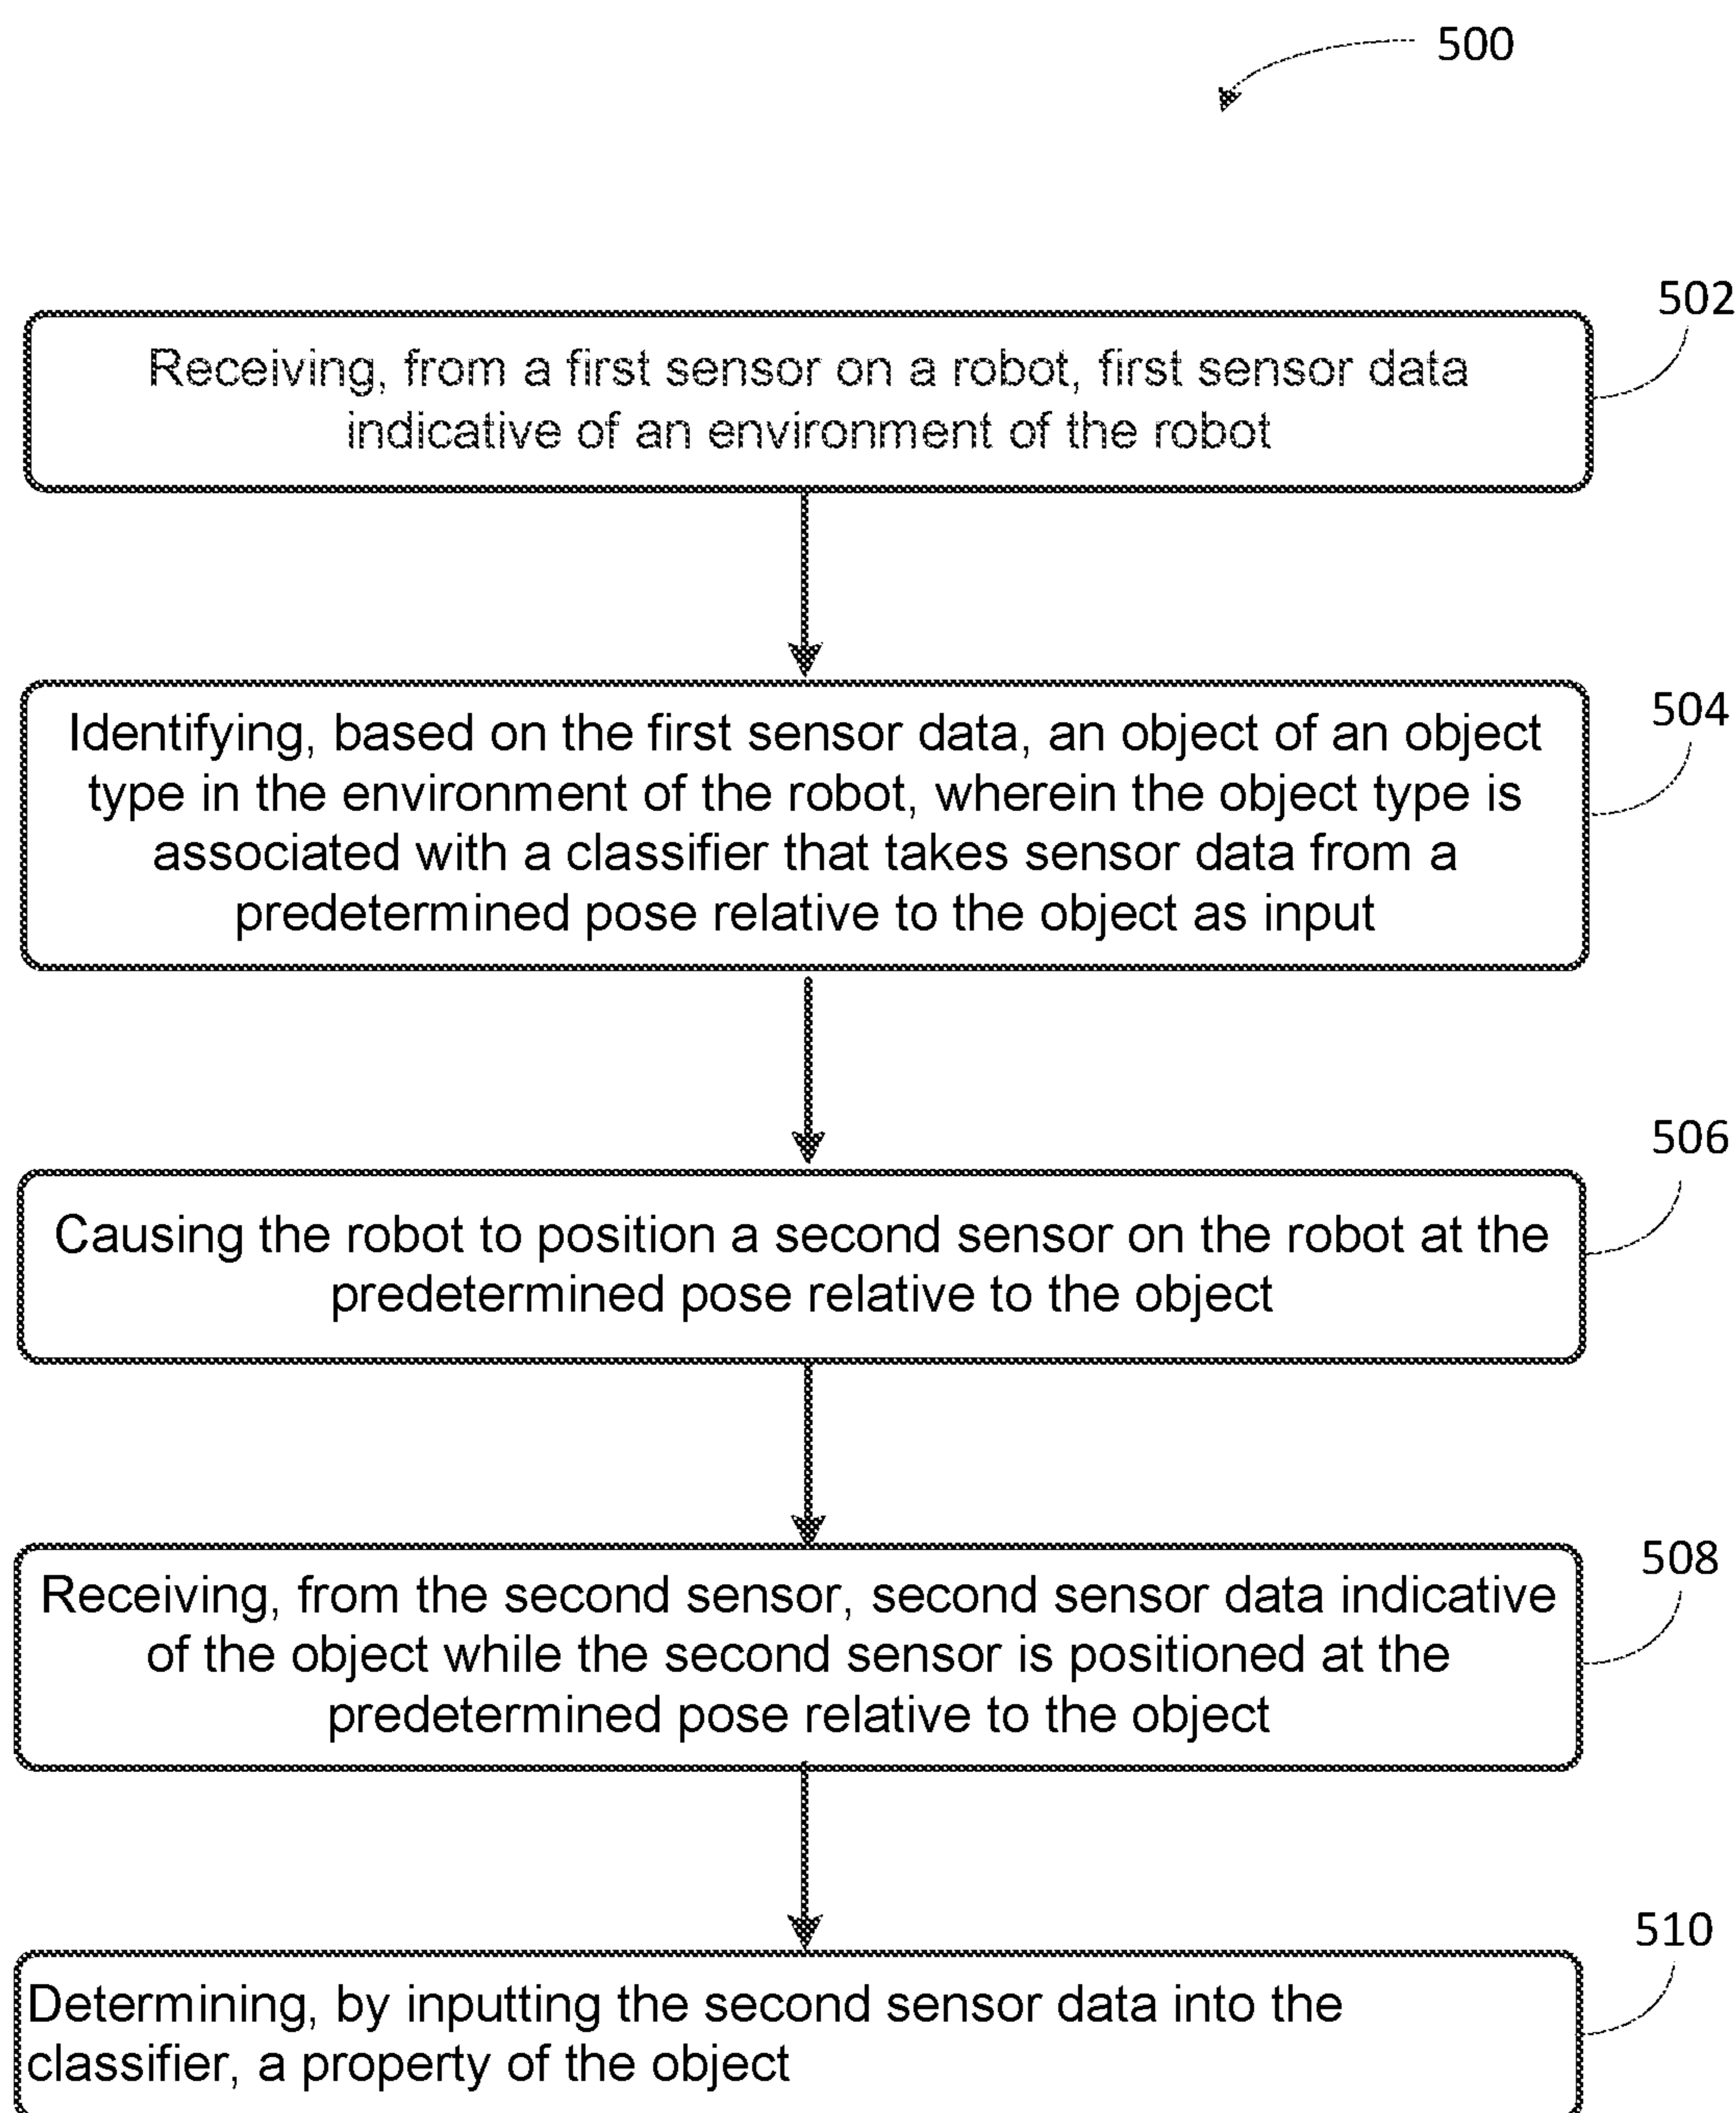 500
502
Receiving, from a first sensor on a robot, first sensor data
indicative of an environment of the robot
504
Identifying, based on the first sensor data, an object of an object
type in the environment of the robot, wherein the object type is
associated with a classifier that takes sensor data from a
predetermined pose relative to the object as input
506
Causing the robot to position a second sensor on the robot at the
predetermined pose relative to the object
508
Receiving, from the second sensor, second sensor data indicative
of the object while the second sensor is positioned at the
predetermined pose relative to the object
510
Determining, by inputting the second sensor data into the
classifier, a property of the object